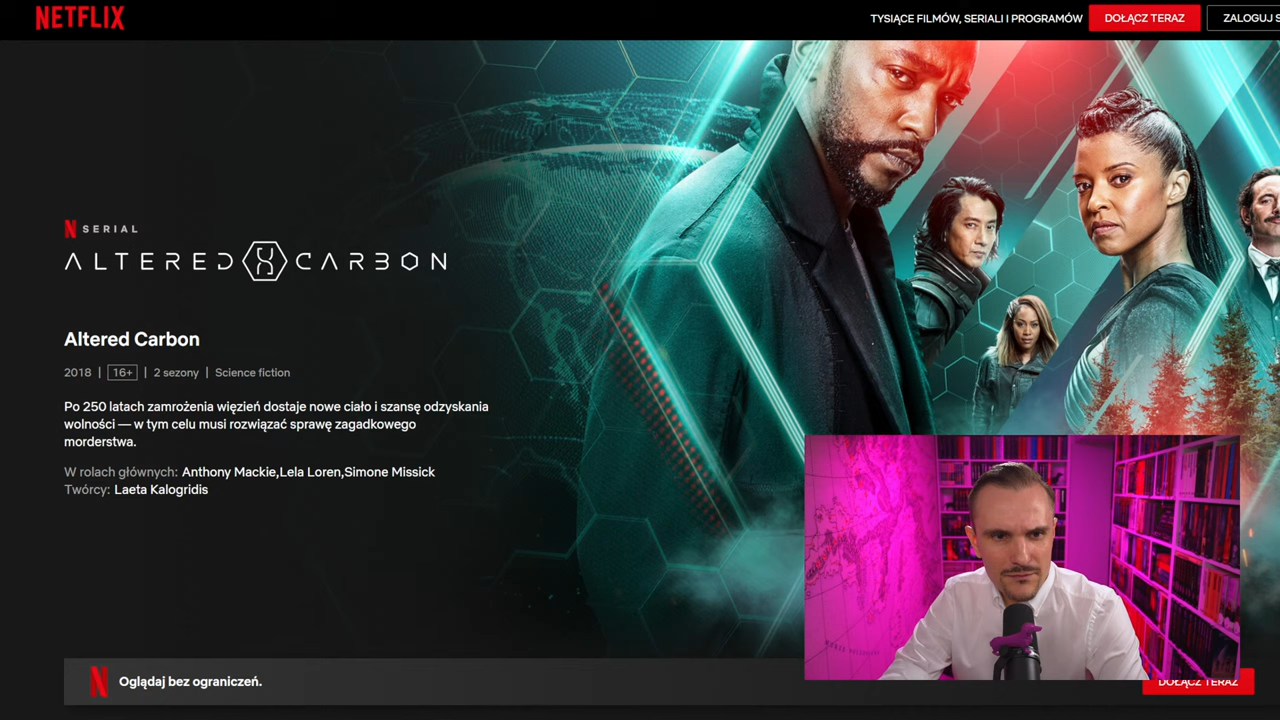 NETFLIX
TYSIĄCE FILMÓW, SERIALI I PROGRAMÓW
DOŁĄCZ TERAZ
ZALOGUJ S
N SERIAL
ALTERED CARBON
Altered Carbon
2018 | 16+ | 2 sezony | Science fiction
Po 250 latach zamrożenia więzień dostaje nowe ciało i szansę odzyskania
wolności — w tym celu musi rozwiązać sprawę zagadkowego
morderstwa.
W rolach głównych: Anthony Mackie,Lela Loren,Simone Missick
Twórcy: Laeta Kalogridis
N Oglądaj bez ograniczeń.
DOŁĄCZ TERAZ